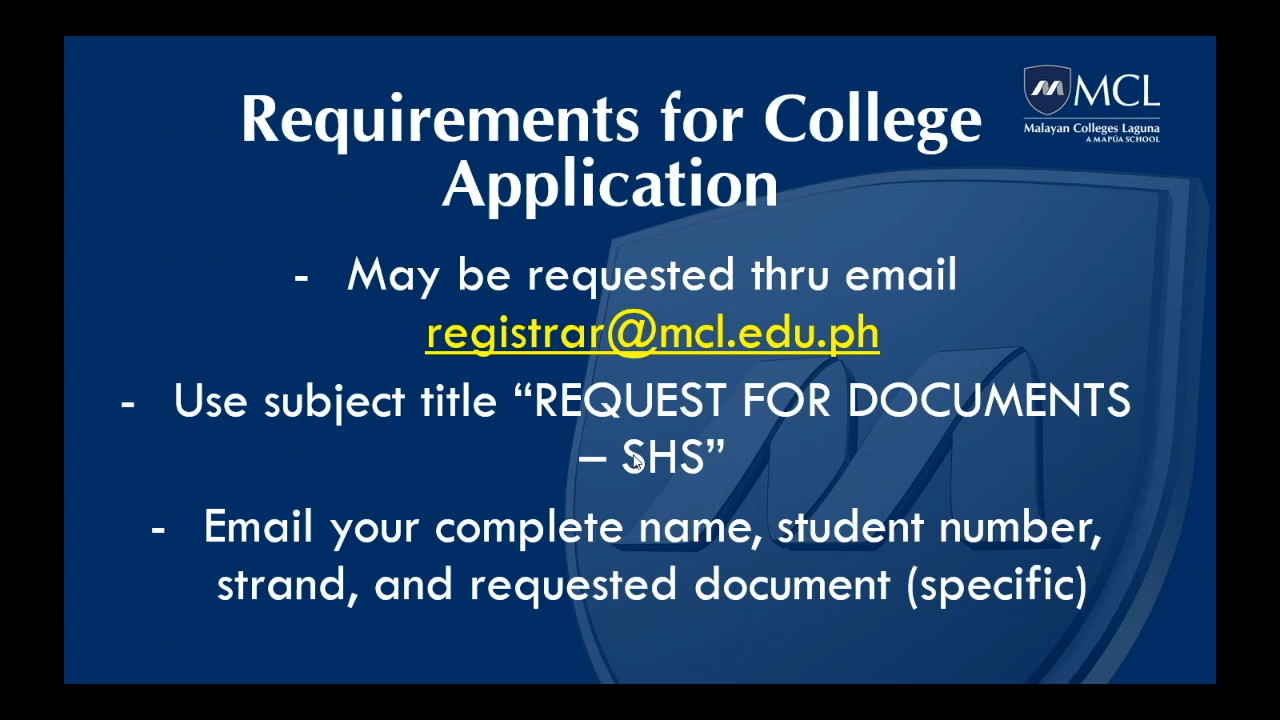 MCL
Malayan Colleges Laguna
A MAPÚA SCHOOL
Requirements for College
Application
- May be requested thru email
registrar@mcl.edu.ph
- Use subject title “REQUEST FOR DOCUMENTS
– SHS”
- Email your complete name, student number,
strand, and requested document (specific)